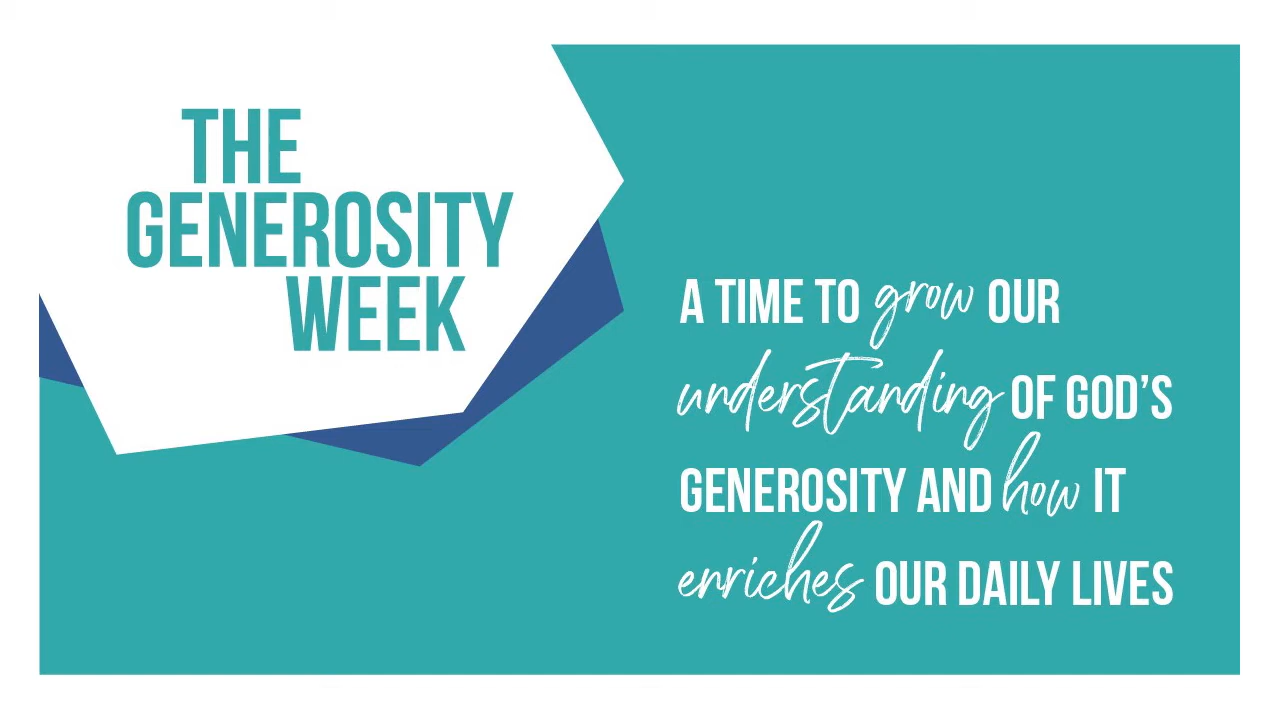 THE
GENEROSITY
WEEK
A TIME TO grow OUR
understanding OF GOD'S
GENEROSITY AND how IT
enriches OUR DAILY LIVES